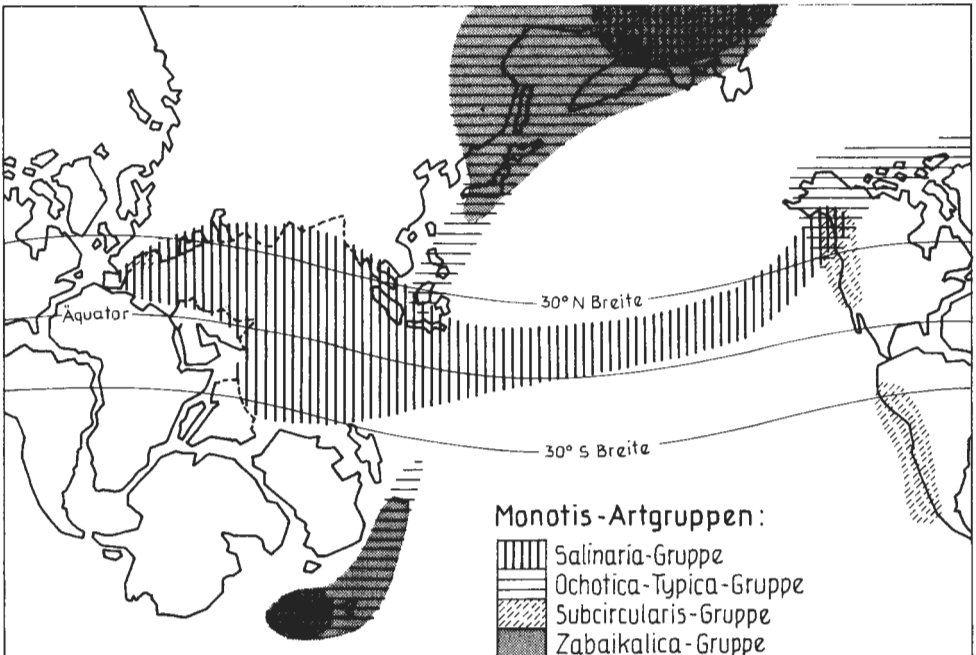 30° N Breite
Äquator
30° S Breite
Monotis-Artgruppen:
Salinaria-Gruppe
Ochotica-Typica-Gruppe
Subcircularis-Gruppe
Zabaikalica-Gruppe